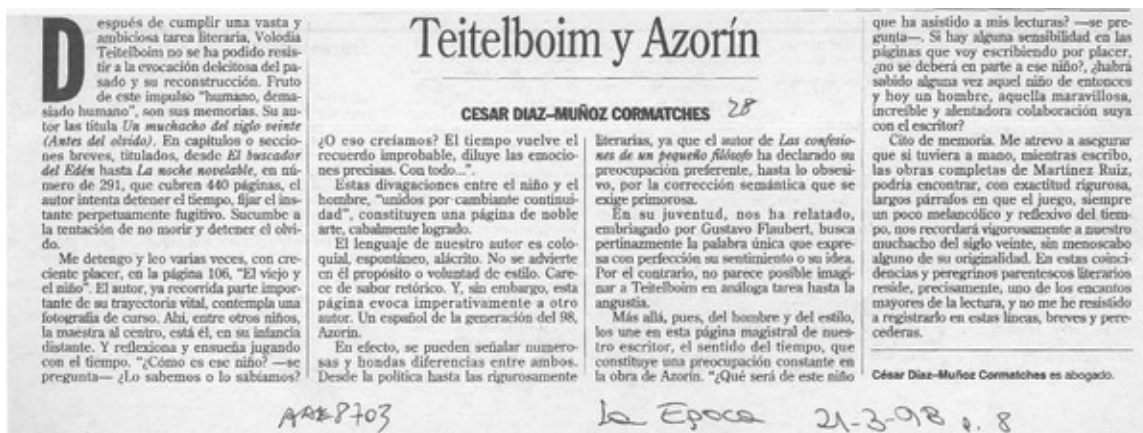 Teitelboim y Azorín
CESAR DIAZ-MUÑOZ CORMATCHES
28
Después de cumplir una vasta y
ambiciosa tarea literaria, Volodia
Teitelboim no se ha podido resis-
tir a la evocación deleitosa del pa-
sado y su reconstrucción. Fruto
de este impulso "humano, dema-
siado humano", son sus memorias. Su au-
tor las titula Un muchacho del siglo veinte
(Antes del olvido). En capítulos o seccio-
nes breves, titulados, desde El buscador
del Edén hasta La noche novelable, en nú-
mero de 291, que cubren 440 páginas, el
autor intenta detener el tiempo, fijar el ins-
tante perpetuamente fugitivo. Sucumbe a
la tentación de no morir y detener el olvi-
do.
Me detengo y leo varias veces, con cre-
ciente placer, en la página 106, "El viejo y
el niño". El autor, ya recorrida parte impor-
tante de su trayectoria vital, contempla una
fotografía de curso. Ahí, entre otros niños,
la maestra al centro, está él, en su infancia
distante. Y reflexiona y ensueña jugando
con el tiempo. "¿Cómo es ese niño? —se
pregunta— ¿Lo sabemos o lo sabíamos?
¿O eso creíamos? El tiempo vuelve el
recuerdo improbable, diluye las emocio-
nes precisas. Con todo...".
Estas divagaciones entre el niño y el
hombre, "unidos por cambiante continui-
dad", constituyen una página de noble
arte, cabalmente logrado.
El lenguaje de nuestro autor es colo-
quial, espontáneo, alácrito. No se advierte
en él propósito o voluntad de estilo. Care-
ce de sabor retórico. Y, sin embargo, esta
página evoca imperativamente a otro
autor. Un español de la generación del 98,
Azorín.
En efecto, se pueden señalar numero-
sas y hondas diferencias entre ambos.
Desde la política hasta las rigurosamente
literarias, ya que el autor de Las confesio-
nes de un pequeño filósofo ha declarado su
preocupación preferente, hasta lo obsesi-
vo, por la corrección semántica que se
exige primorosa.
En su juventud, nos ha relatado,
embriagado por Gustavo Flaubert, busca
pertinazmente la palabra única que expre-
sa con perfección su sentimiento o su idea.
Por el contrario, no parece posible imagi-
nar a Teitelboim en análoga tarea hasta la
angustia.
Más allá, pues, del hombre y del estilo,
los une en esta página magistral de nues-
tro escritor, el sentido del tiempo, que
constituye una preocupación constante en
la obra de Azorín. "¿Qué será de este niño
que ha asistido a mis lecturas? —se pre-
gunta—. Si hay alguna sensibilidad en las
páginas que voy escribiendo por placer,
¿no se deberá en parte a ese niño?, ¿habrá
sabido alguna vez aquel niño de entonces
y hoy un hombre, aquella maravillosa,
increíble y alentadora colaboración suya
con el escritor?
Cito de memoria. Me atrevo a asegurar
que si tuviera a mano, mientras escribo,
las obras completas de Martínez Ruiz,
podría encontrar, con exactitud rigurosa,
largos párrafos en que el juego, siempre
un poco melancólico y reflexivo del tiem-
po, nos recordará vigorosamente a nuestro
muchacho del siglo veinte, sin menoscabo
alguno de su originalidad. En estas coinci-
dencias y peregrinos parentescos literarios
reside, precisamente, uno de los encantos
mayores de la lectura, y no me he resistido
a registrarlo en estas líneas, breves y pere-
cederas.
César Díaz-Muñoz Cormatches es abogado.
AAE8703 La Epoca 21-3-98 p. 8